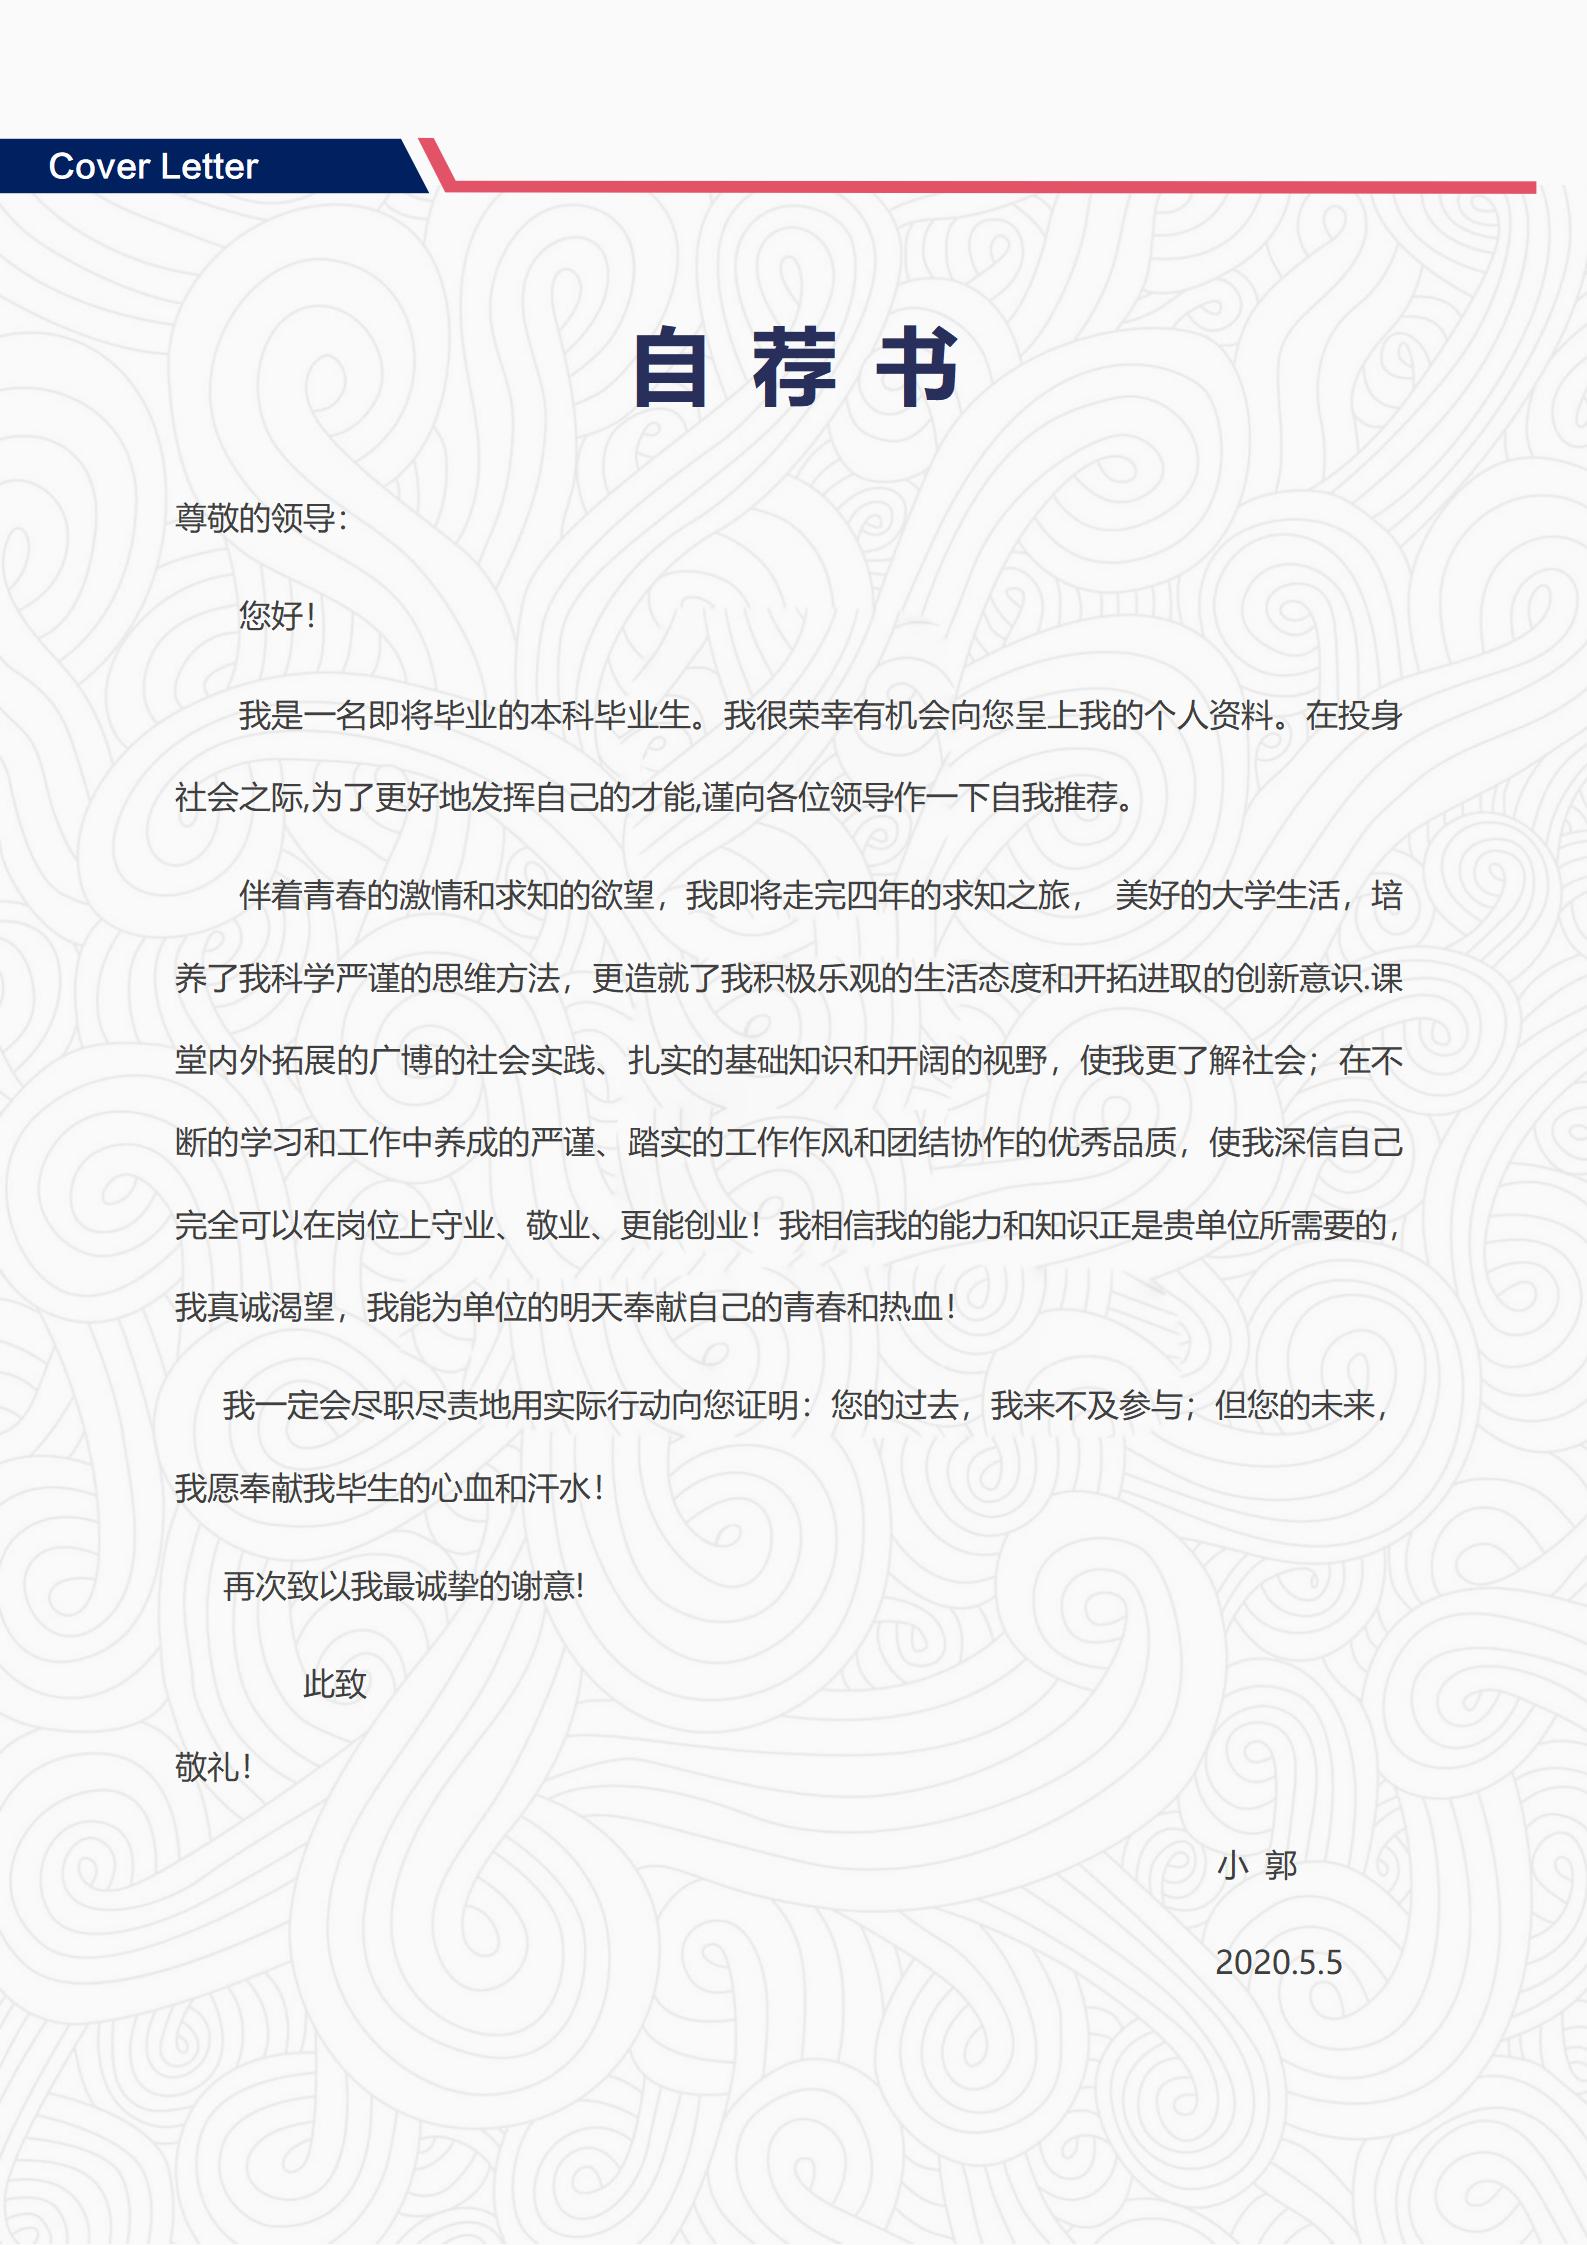 Cover Letter
自 荐 书
尊敬的领导：
您好！
我是一名即将毕业的本科毕业生。我很荣幸有机会向您呈上我的个人资料。在投身
社会之际,为了更好地发挥自己的才能,谨向各位领导作一下自我推荐。
伴着青春的激情和求知的欲望，我即将走完四年的求知之旅， 美好的大学生活，培
养了我科学严谨的思维方法，更造就了我积极乐观的生活态度和开拓进取的创新意识.课
堂内外拓展的广博的社会实践、扎实的基础知识和开阔的视野，使我更了解社会；在不
断的学习和工作中养成的严谨、踏实的工作作风和团结协作的优秀品质，使我深信自己
完全可以在岗位上守业、敬业、更能创业！我相信我的能力和知识正是贵单位所需要的，
我真诚渴望，我能为单位的明天奉献自己的青春和热血！
我一定会尽职尽责地用实际行动向您证明：您的过去，我来不及参与；但您的未来，
我愿奉献我毕生的心血和汗水！
再次致以我最诚挚的谢意!
此致
敬礼！
小 郭
2020.5.5